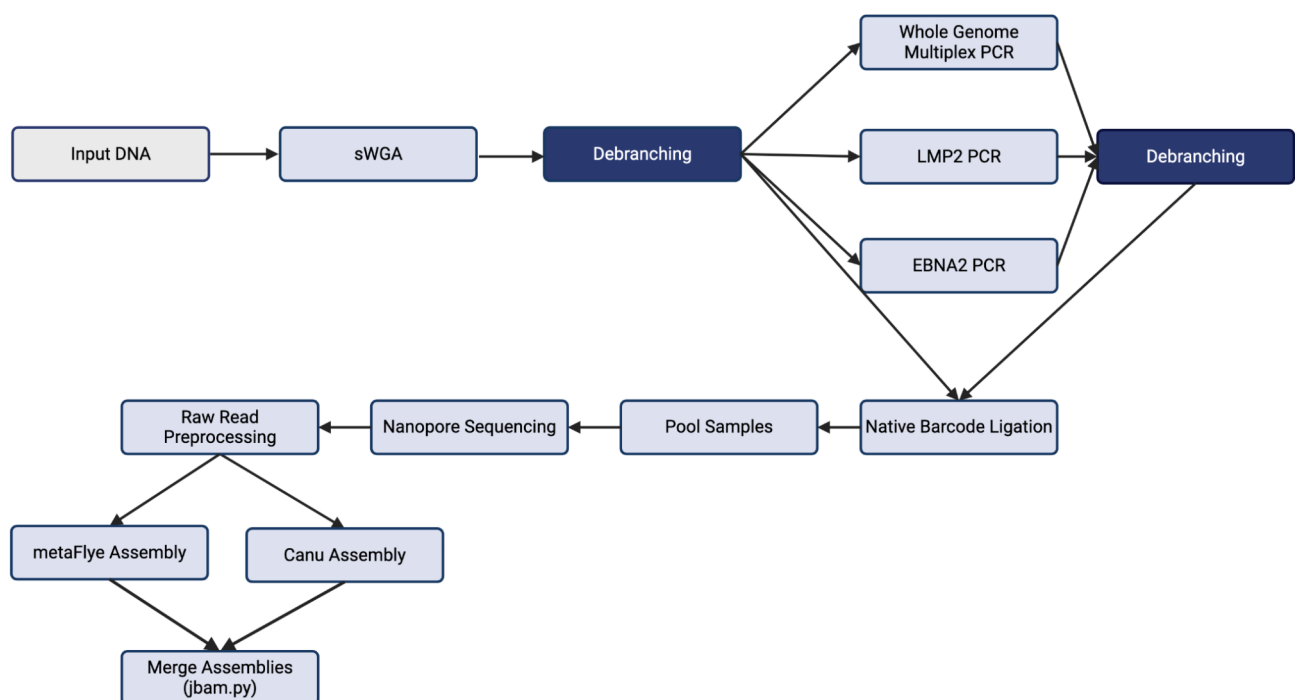 Whole Genome
Multiplex PCR
Input DNA
sWGA
Debranching
LMP2 PCR
Debranching
EBNA2 PCR
Raw Read
Preprocessing
Nanopore Sequencing
Pool Samples
Native Barcode Ligation
metaFlye Assembly
Canu Assembly
Merge Assemblies
(jbam.py)